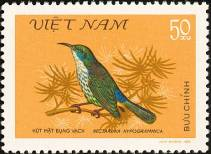 VIỆT NAM
50
XU
BƯU CHÍNH
HÚT MẬT BỤNG VẠCH NECTARINIA HYPOGRAMMICA